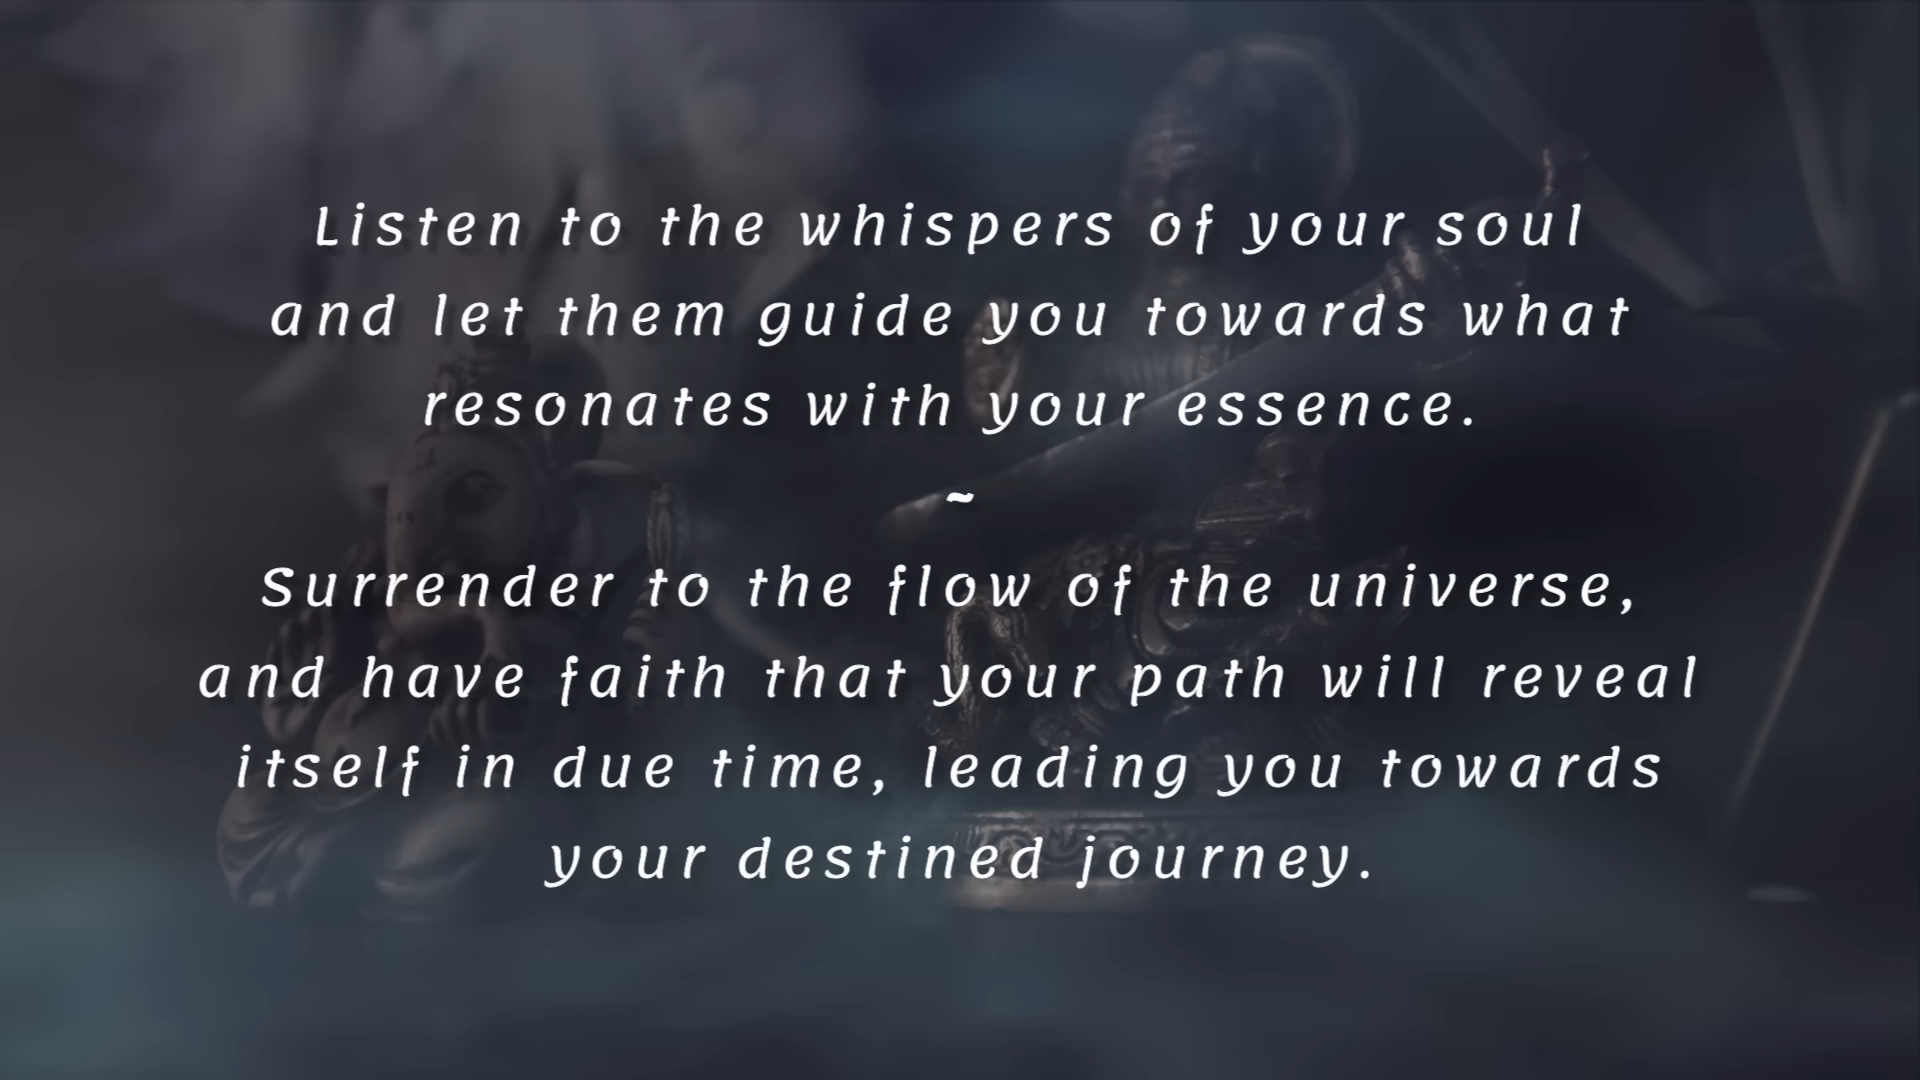 Listen to the whispers of your soul
and let them guide you towards what
resonates with your essence.
~
Surrender to the flow of the universe,
and have faith that your path will reveal
itself in due time, leading you towards
your destined journey.